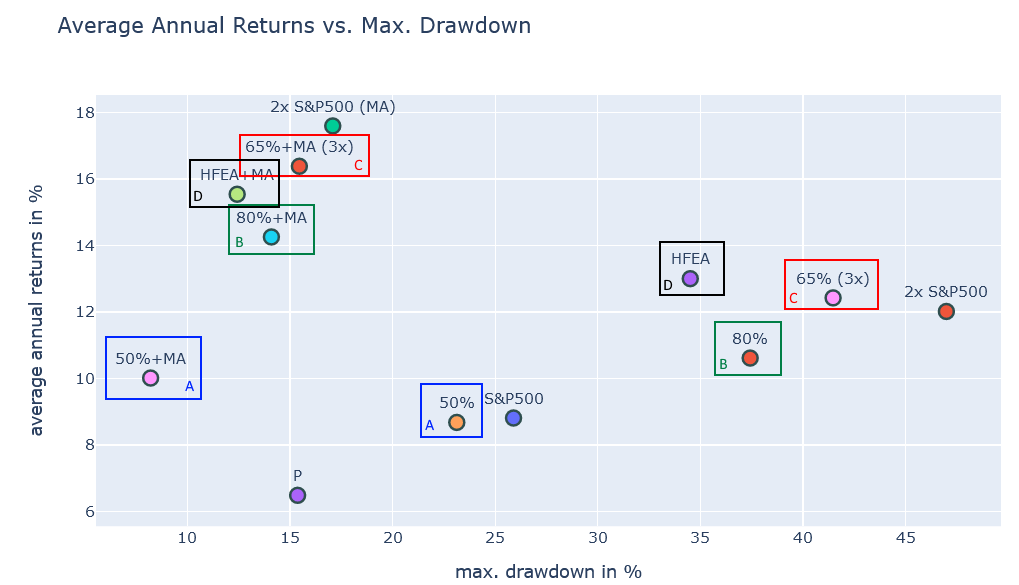 Average Annual Returns vs. Max. Drawdown
average annual returns in %
18
16
14
12
10
8
6
2x S&P500 (MA)
65%+MA (3x)
C
HFEA+MA
D
80%+MA
B
HFEA
D
65% (3x)
C
2x S&P500
80%
B
50%+MA
A
50%
A
S&P500
P
10
15
20
25
30
35
40
45
max. drawdown in %